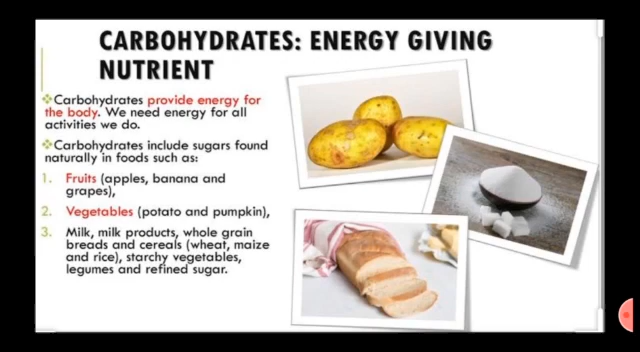 CARBOHYDRATES: ENERGY GIVING
NUTRIENT
❖Carbohydrates provide energy for
the body. We need energy for all
activities we do.
❖Carbohydrates include sugars found
naturally in foods such as:
1. Fruits (apples, banana and
grapes),
2. Vegetables (potato and pumpkin),
3. Milk, milk products, whole grain
breads and cereals (wheat, maize
and rice), starchy vegetables,
legumes and refined sugar.